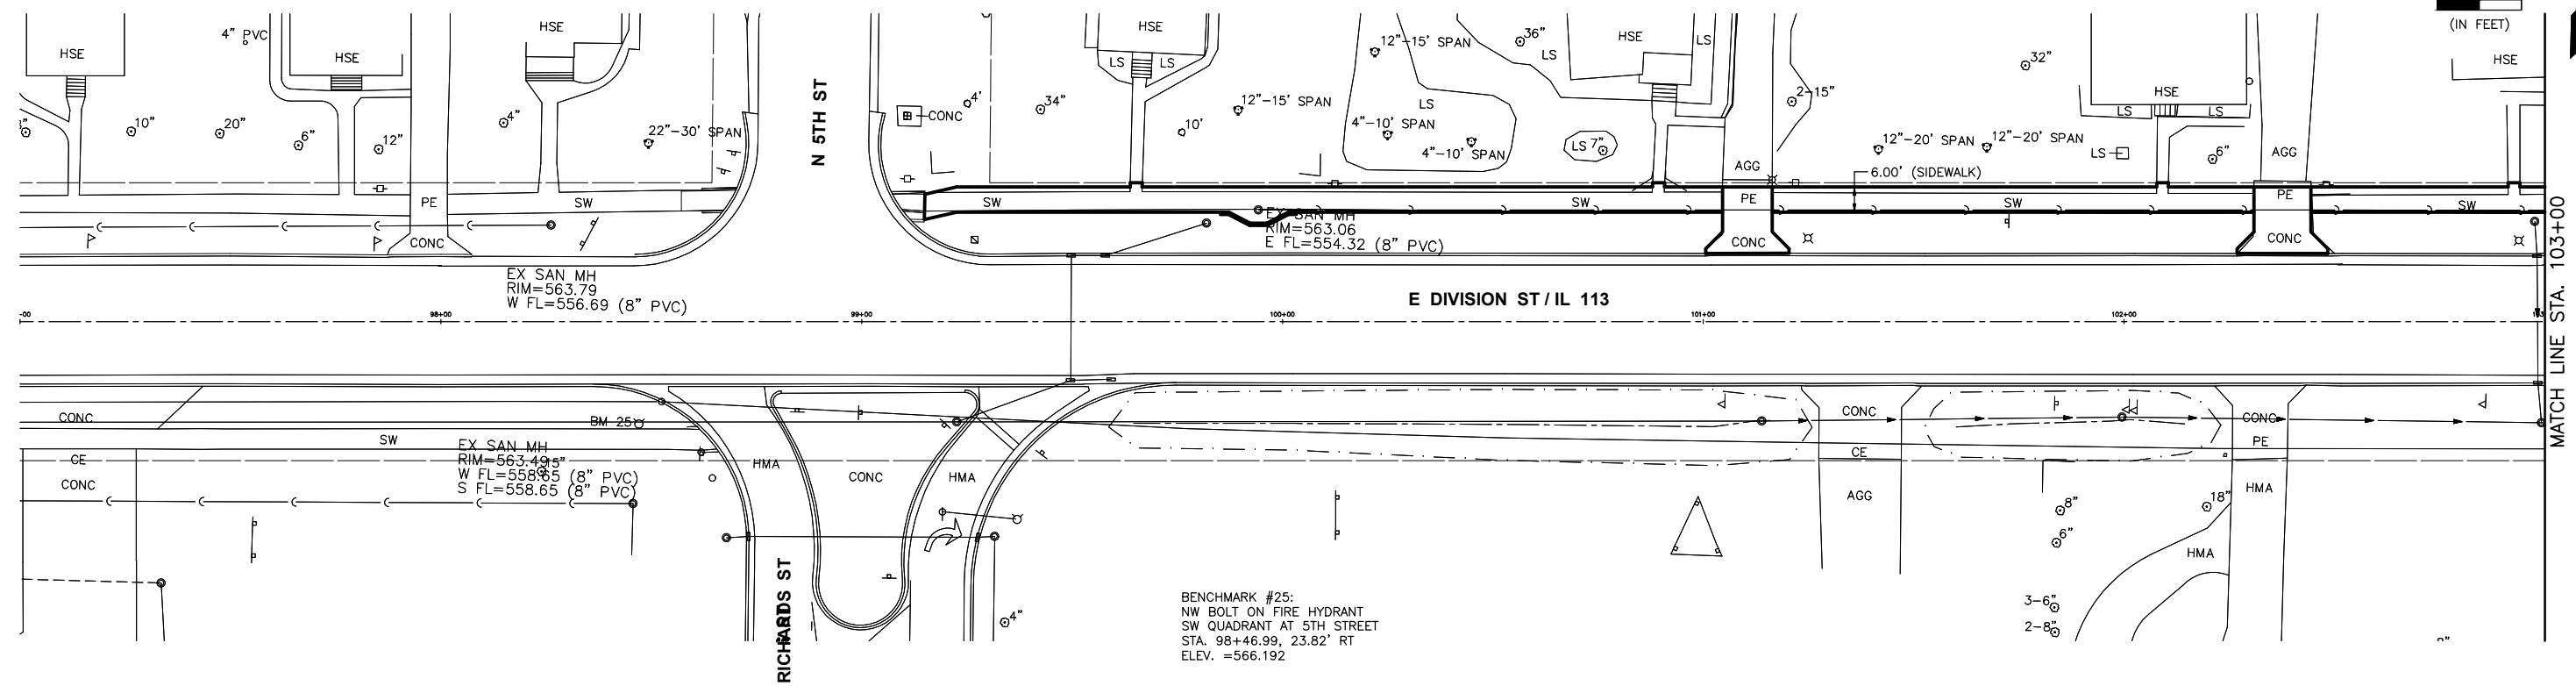 (IN FEET)
HSE
4" PVC
HSE
HSE
HSE
LS
LS
12"-15' SPAN
36"
LS
HSE
LS
32"
HSE
HSE
LS
LS
10"
20"
6"
12"
4"
22"-30' SPAN
N 5TH ST
CONC
4'
34"
10'
12"-15' SPAN
LS
4"-10' SPAN
4"-10' SPAN
LS 7"
2-15"
12"-20' SPAN
12"-20' SPAN
LS
6"
AGG
AGG
6.00' (SIDEWALK)
PE
SW
SW
SW
PE
SW
PE
SW
CONC
CONC
CONC
EX SAN MH
RIM=563.06
E FL=554.32 (8" PVC)
EX SAN MH
RIM=563.79
W FL=556.69 (8" PVC)
E DIVISION ST / IL 113
-00
98+00
99+00
100+00
101+00
102+00
MATCH LINE STA. 103+00
CONC
BM 25
SW
CE
CONC
EX SAN MH
RIM=563.49
15"
W FL=558.65 (8" PVC)
S FL=558.65 (8" PVC)
HMA
CONC
HMA
CONC
CE
AGG
CONC
PE
HMA
8"
18"
6"
HMA
3-6"
2-8"
4"
RICHARDS ST
BENCHMARK #25:
NW BOLT ON FIRE HYDRANT
SW QUADRANT AT 5TH STREET
STA. 98+46.99, 23.82' RT
ELEV. =566.192